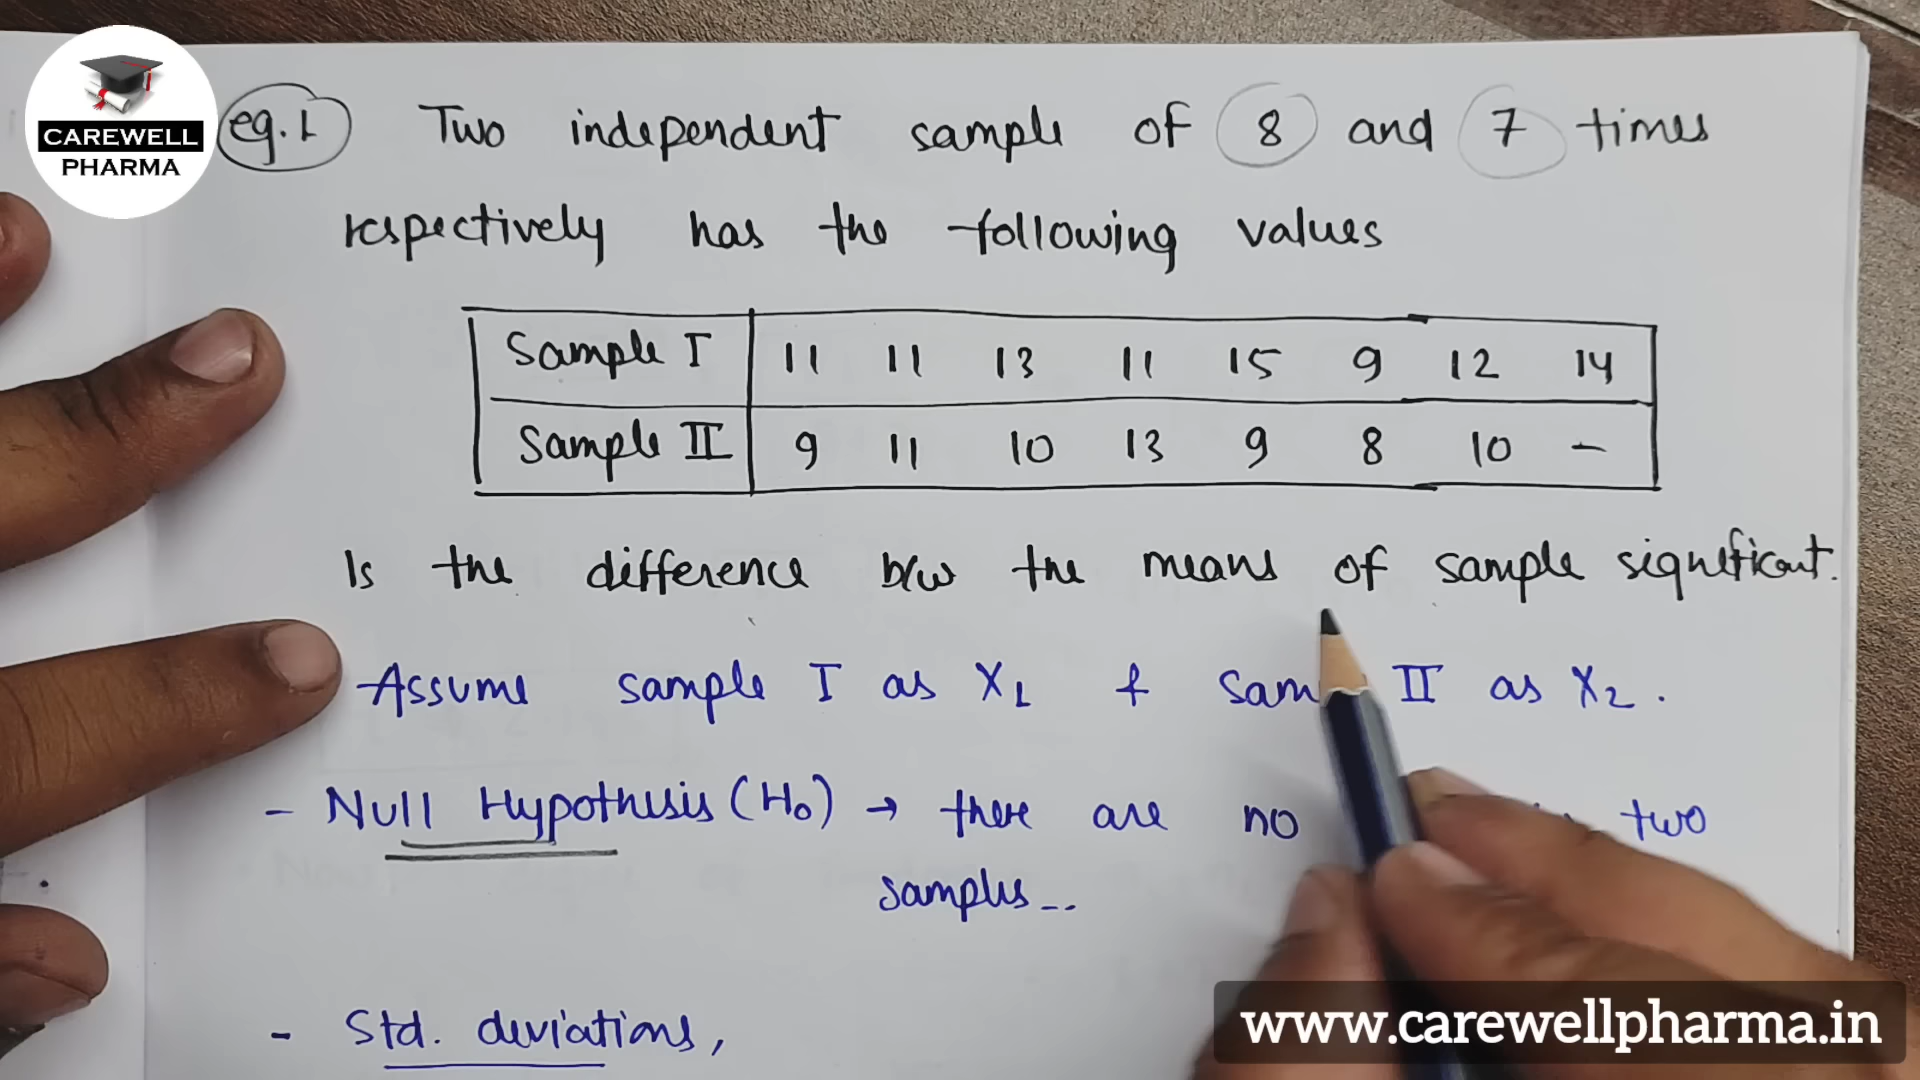 CAREWELL
PHARMA
eg.1 Two independent sample of 8 and 7 times
respectively has the following values
Sample I 11 11 13 11 15 9 12 14
Sample II 9 11 10 13 9 8 10 -
Is the difference b/w the means of sample significant.
Assume sample I as X1 & sam II as X2.
- Null Hypothesis (H0) → there are no two
samples --
- Std. deviations,
www.carewellpharma.in